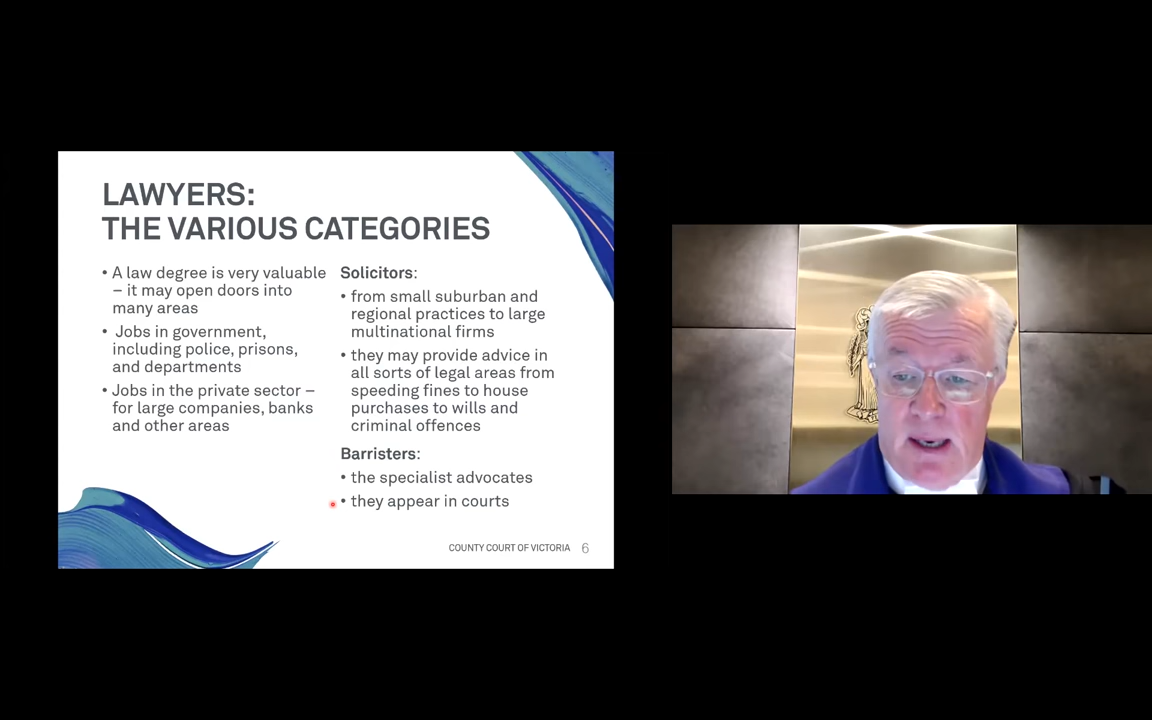 LAWYERS:
THE VARIOUS CATEGORIES
• A law degree is very valuable
– it may open doors into
many areas
• Jobs in government,
including police, prisons,
and departments
• Jobs in the private sector –
for large companies, banks
and other areas
Solicitors:
• from small suburban and
regional practices to large
multinational firms
• they may provide advice in
all sorts of legal areas from
speeding fines to house
purchases to wills and
criminal offences
Barristers:
• the specialist advocates
• they appear in courts
COUNTY COURT OF VICTORIA 6